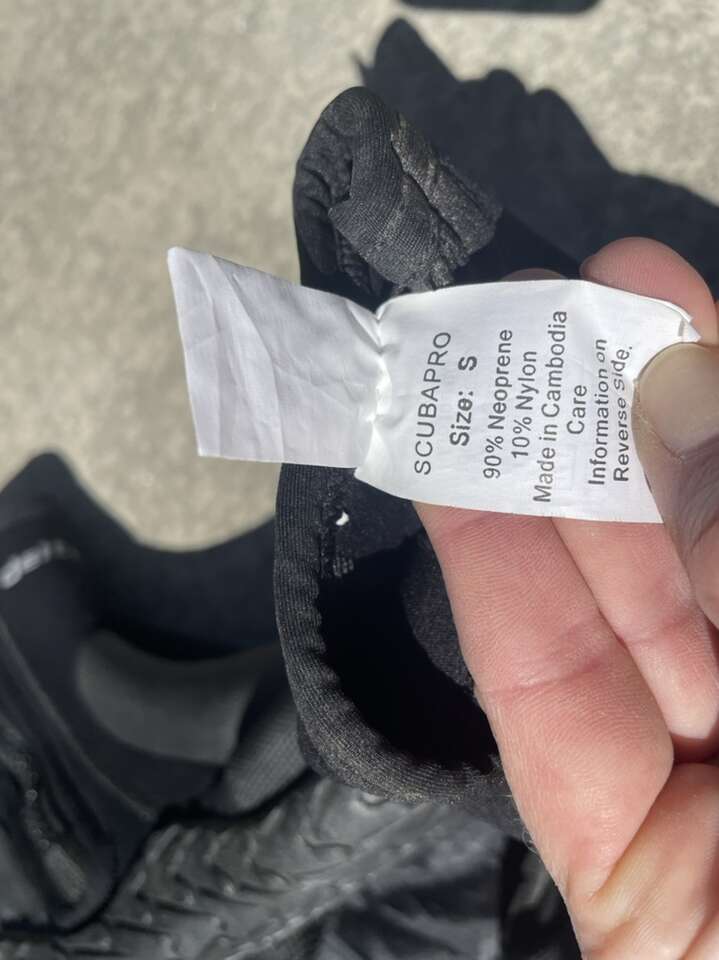 SCUBAPRO
Size: S
90% Neoprene
10% Nylon
Made in Cambodia
Care
Information on
Reverse Side.